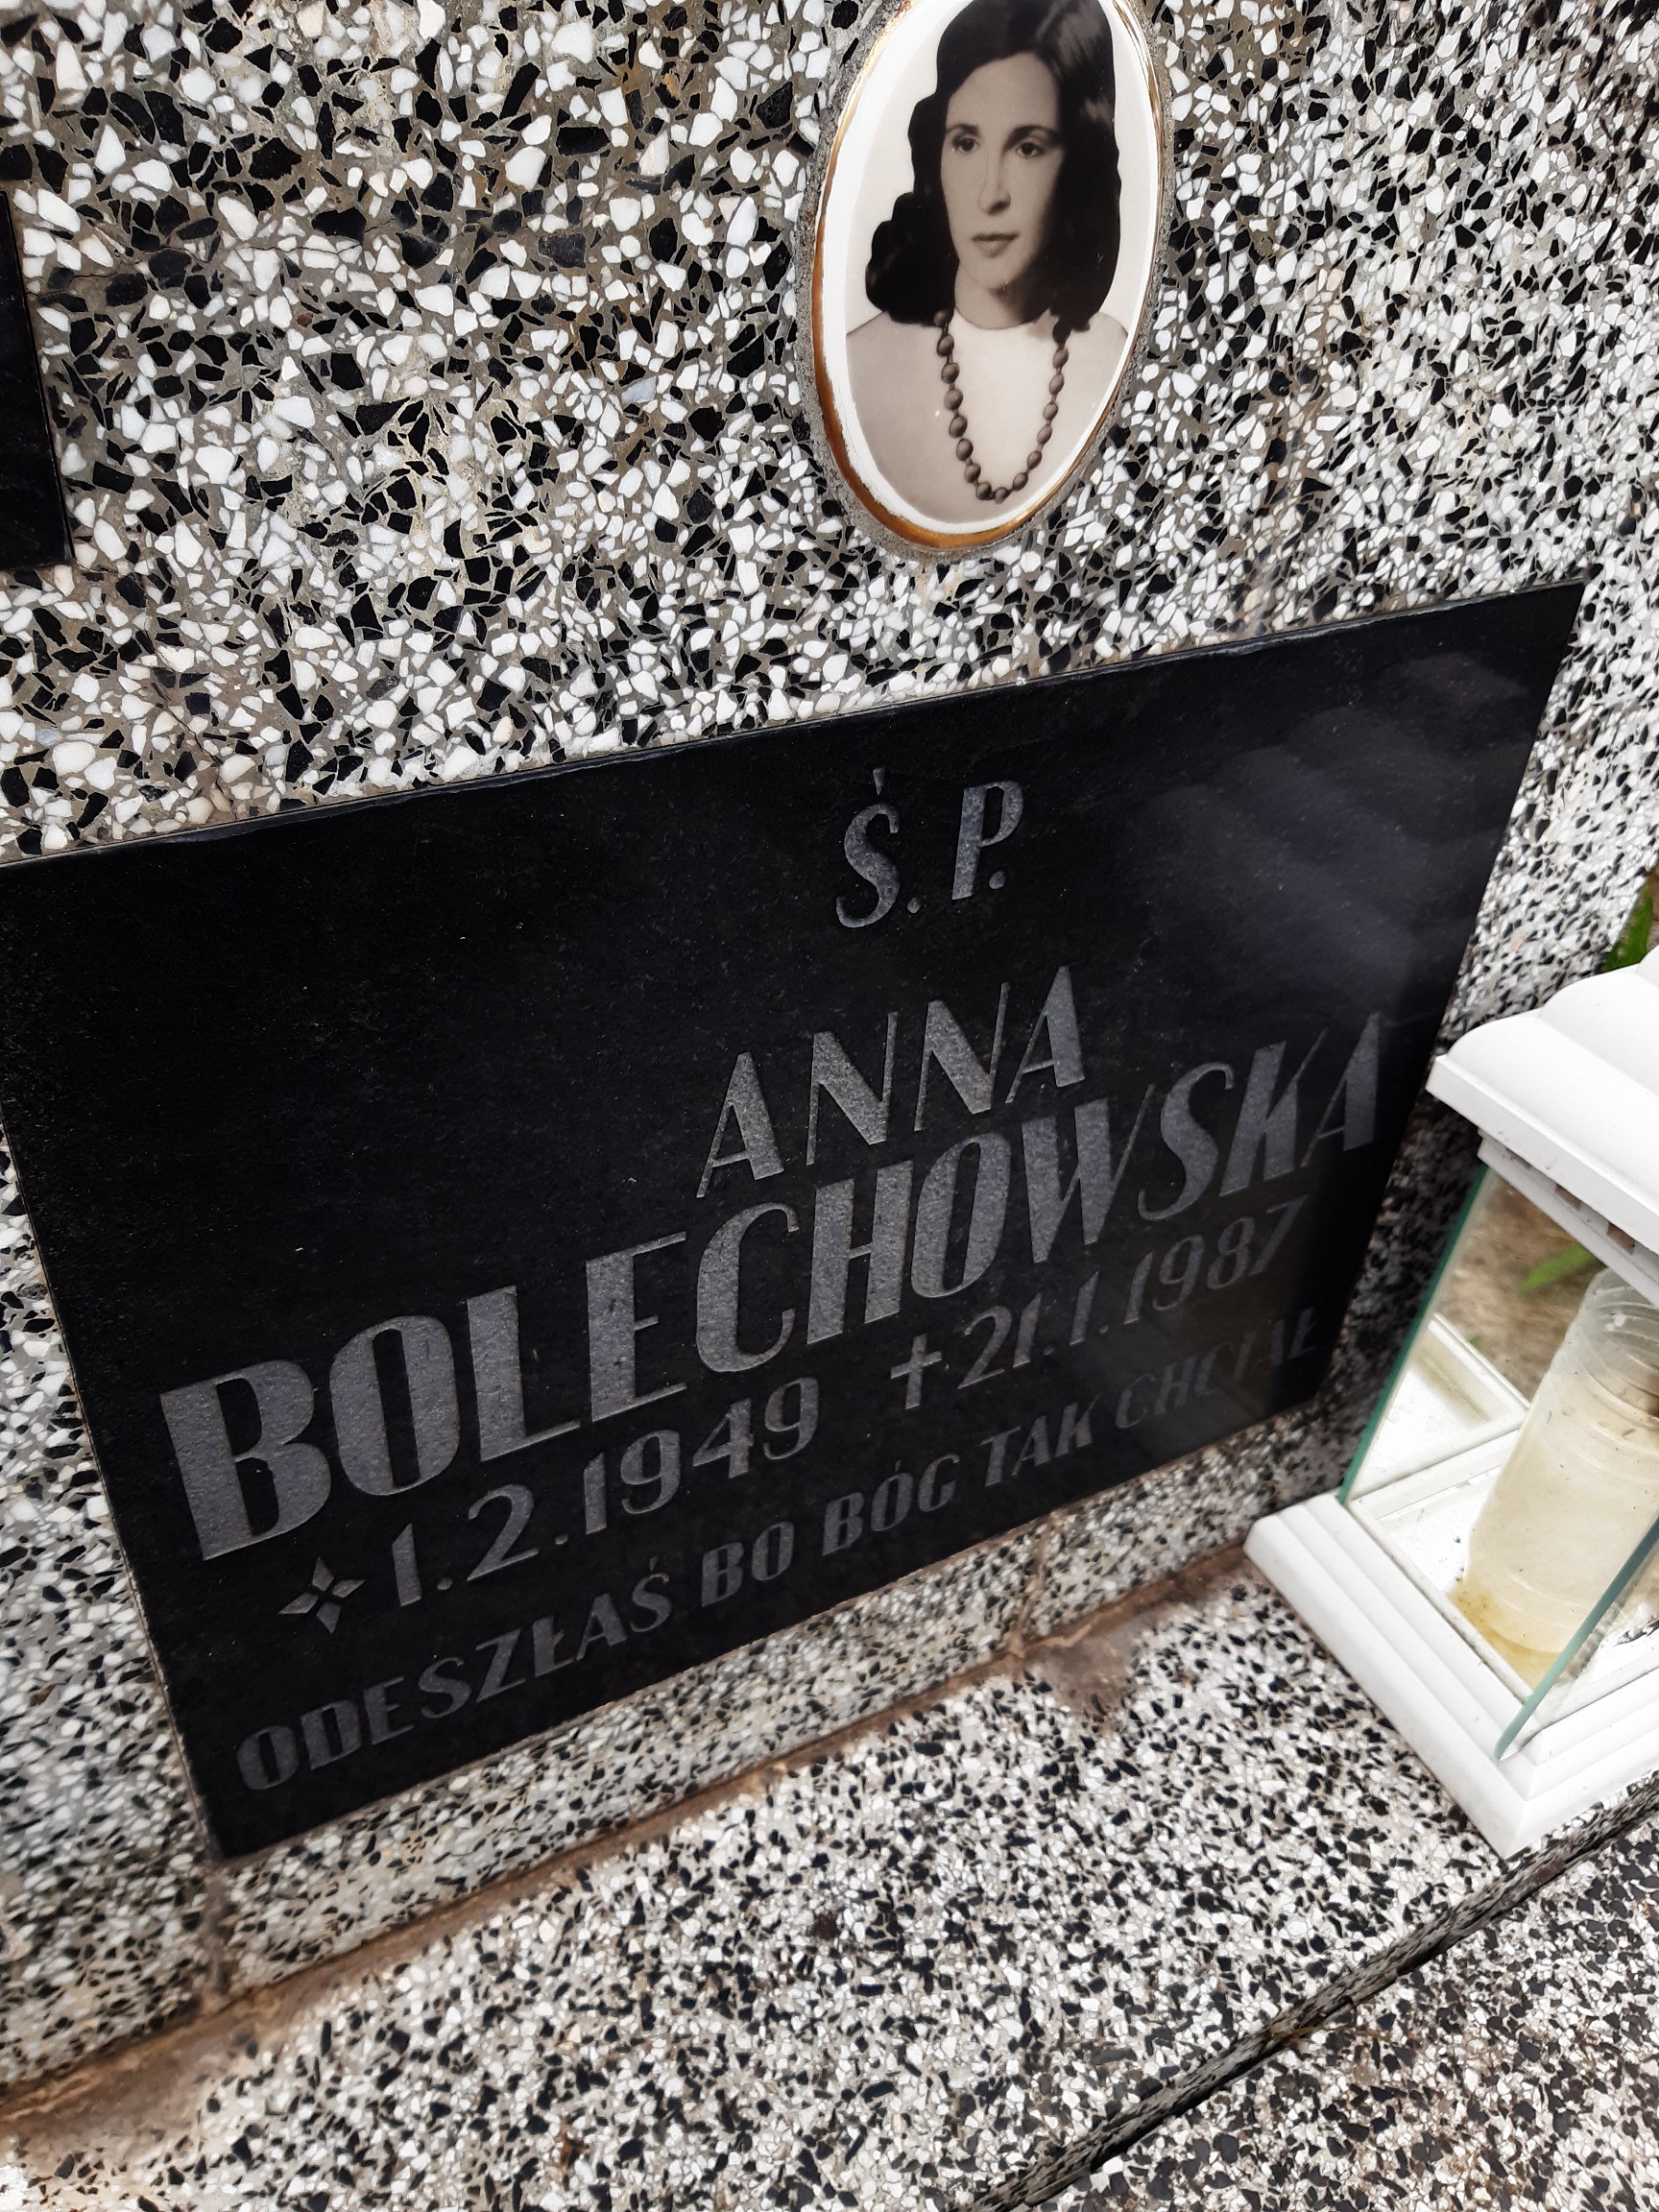 Ś. P.
ANNA
BOLECHOWSKA
1.2.1949 ✝ 21.1.1987
ODESZŁAŚ BO BÓG TAK CHCIAŁ